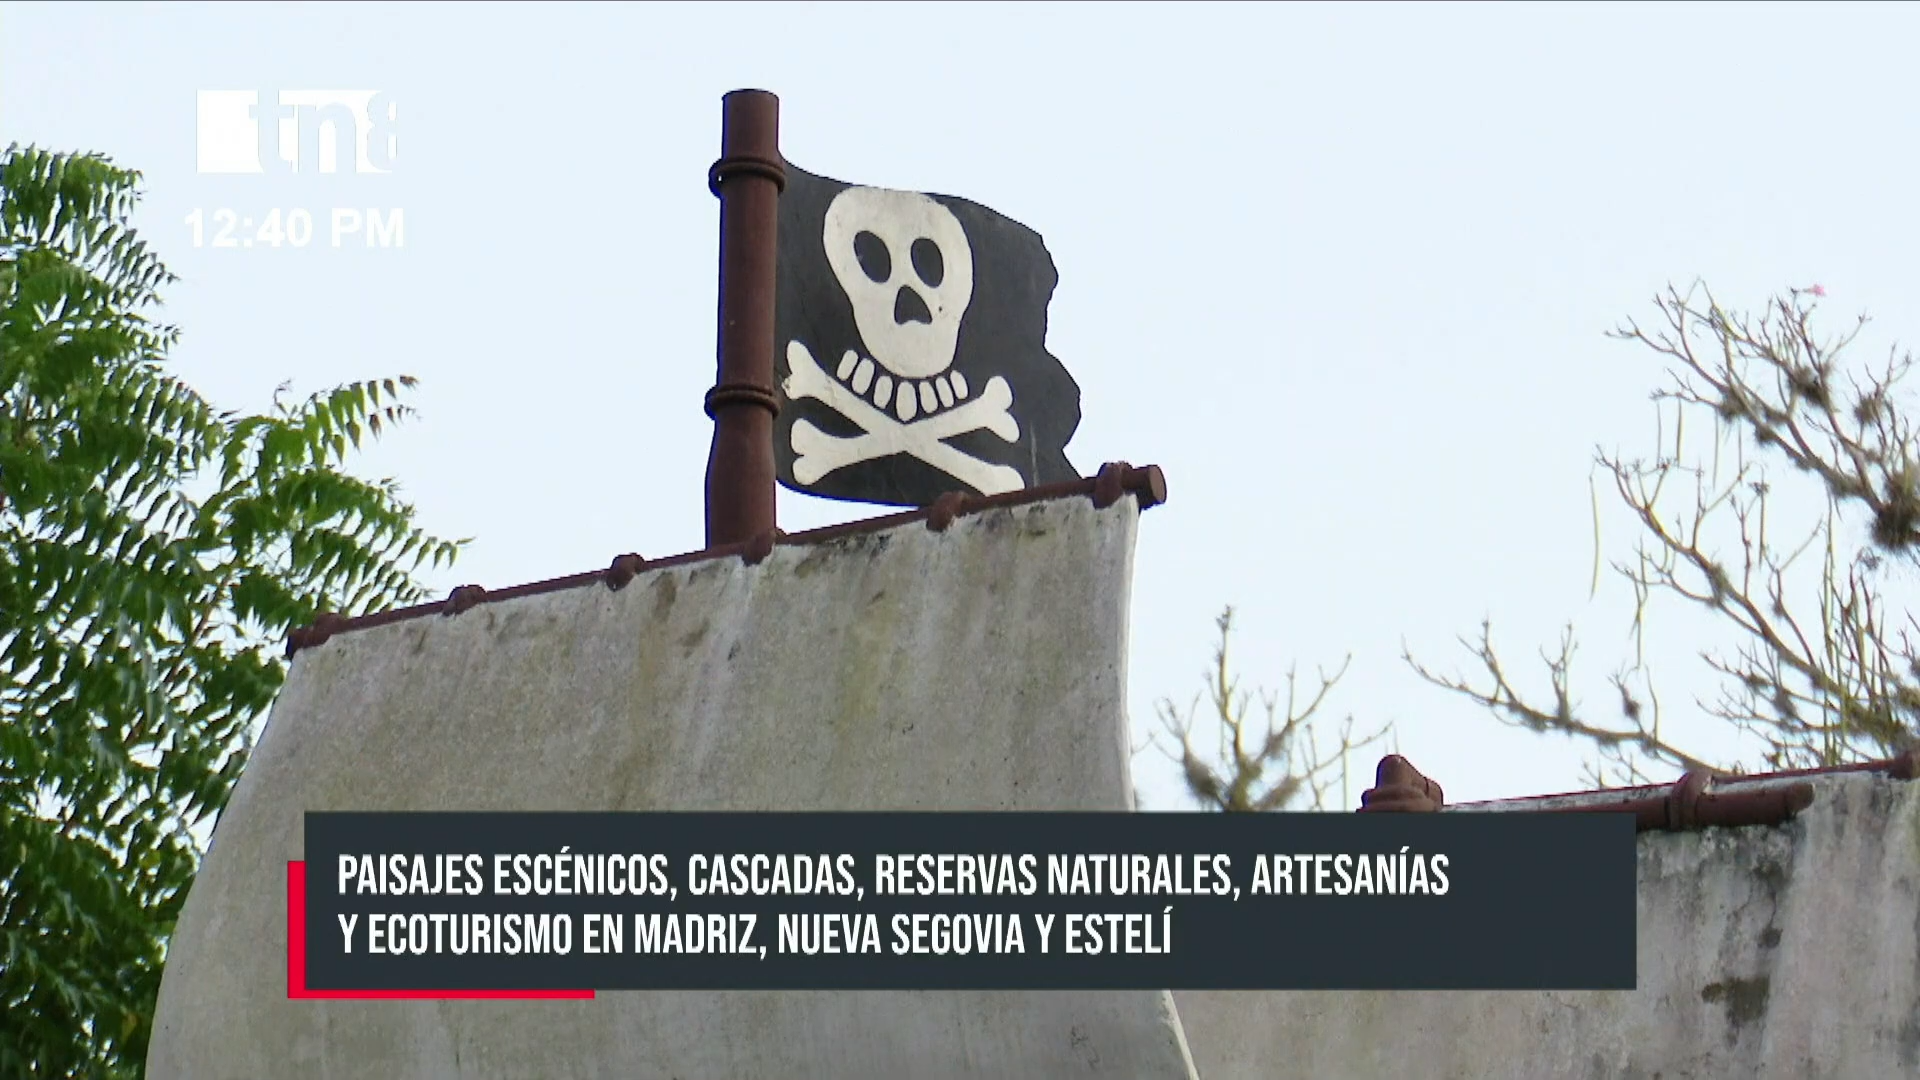 tn8
12:40 PM
PAISAJES ESCÉNICOS, CASCADAS, RESERVAS NATURALES, ARTESANÍAS
Y ECOTURISMO EN MADRIZ, NUEVA SEGOVIA Y ESTELÍ